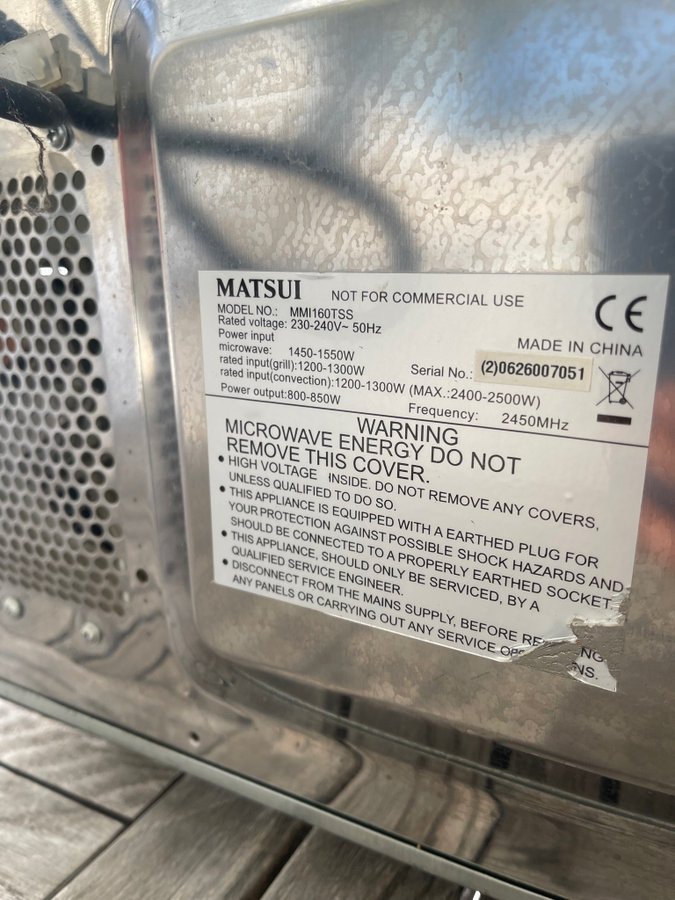 MATSUI NOT FOR COMMERCIAL USE
CE
MODEL NO.: MMI160TSS
Rated voltage: 230-240V~ 50Hz
MADE IN CHINA
Power input
microwave: 1450-1550W
Serial No.: (2)0626007051
rated input(grill):1200-1300W
rated input(convection):1200-1300W (MAX.:2400-2500W)
Power output:800-850W Frequency: 2450MHz
WARNING
MICROWAVE ENERGY DO NOT
REMOVE THIS COVER.
• HIGH VOLTAGE INSIDE. DO NOT REMOVE ANY COVERS,
UNLESS QUALIFIED TO DO SO.
• THIS APPLIANCE IS EQUIPPED WITH A EARTHED PLUG FOR
YOUR PROTECTION AGAINST POSSIBLE SHOCK HAZARDS AND
SHOULD BE CONNECTED TO A PROPERLY EARTHED SOCKET.
• THIS APPLIANCE, SHOULD ONLY BE SERVICED, BY A
QUALIFIED SERVICE ENGINEER.
• DISCONNECT FROM THE MAINS SUPPLY, BEFORE
ANY PANELS OR CARRYING OUT ANY SERVICE